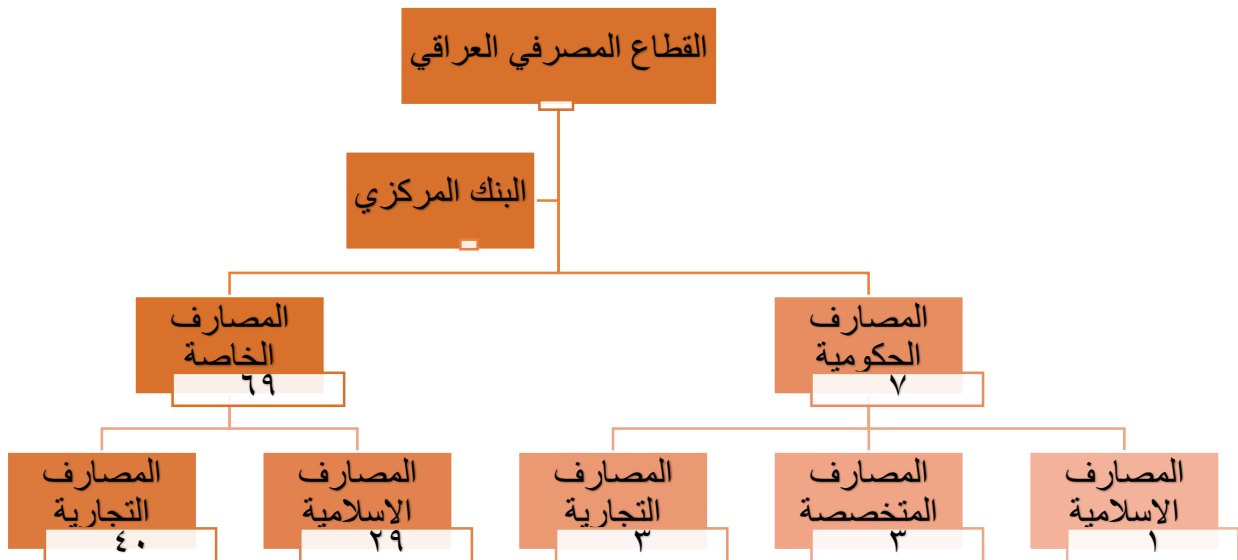 القطاع المصرفي العراقي
البنك المركزي
المصارف
الحكومية
٧
المصارف
الخاصة
٦٩
المصارف
الاسلامية
١
المصارف
المتخصصة
٣
المصارف
التجارية
٣
المصارف
الاسلامية
٢٩
المصارف
التجارية
٤٠